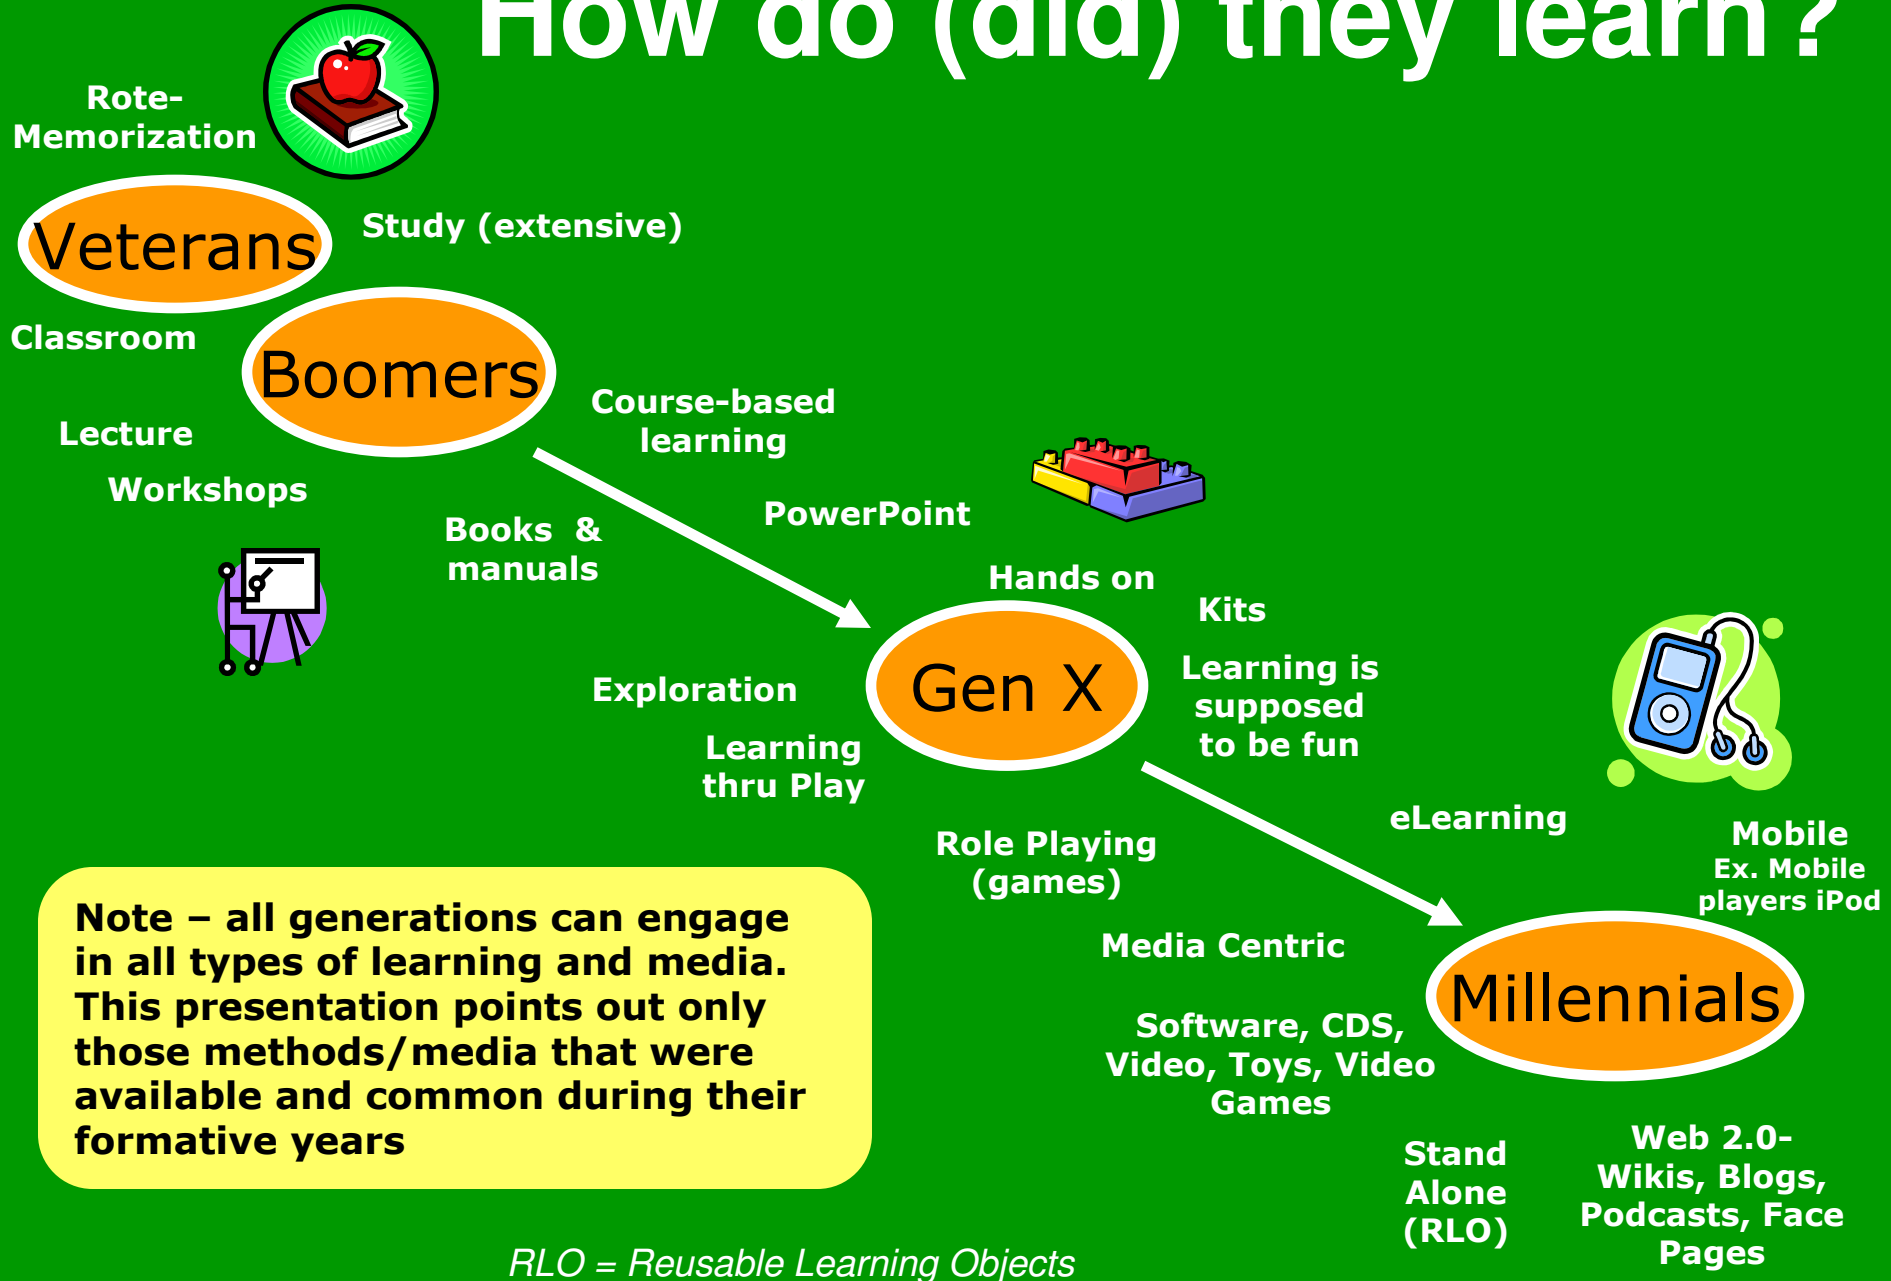 How do (did) they learn?
Rote-
Memorization
Veterans
Study (extensive)
Classroom
Boomers
Lecture
Workshops
Course-based
learning
Books &
manuals
PowerPoint
Hands on
Kits
Gen X
Learning is
supposed
to be fun
Exploration
Learning
thru Play
Role Playing
(games)
eLearning
Mobile
Ex. Mobile
players iPod
Media Centric
Millennials
Software, CDS,
Video, Toys, Video
Games
Stand
Alone
(RLO)
Web 2.0-
Wikis, Blogs,
Podcasts, Face
Pages
Note – all generations can engage
in all types of learning and media.
This presentation points out only
those methods/media that were
available and common during their
formative years
RLO = Reusable Learning Objects